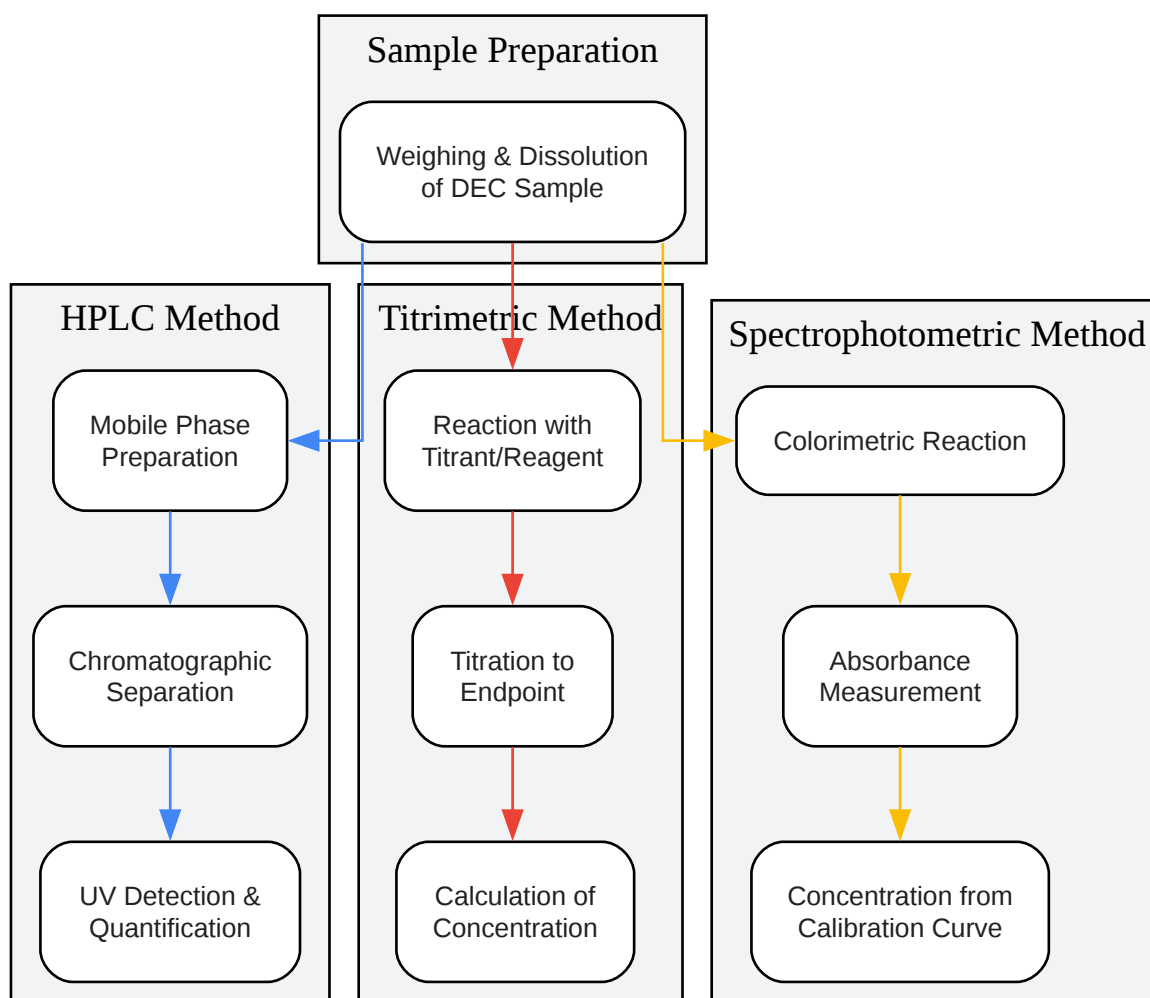 Sample Preparation
Weighing & Dissolution
of DEC Sample
HPLC Method
Mobile Phase
Preparation
Chromatographic
Separation
UV Detection &
Quantification
Titrimetric Method
Reaction with
Titrant/Reagent
Titration to
Endpoint
Calculation of
Concentration
Spectrophotometric Method
Colorimetric Reaction
Absorbance
Measurement
Concentration from
Calibration Curve